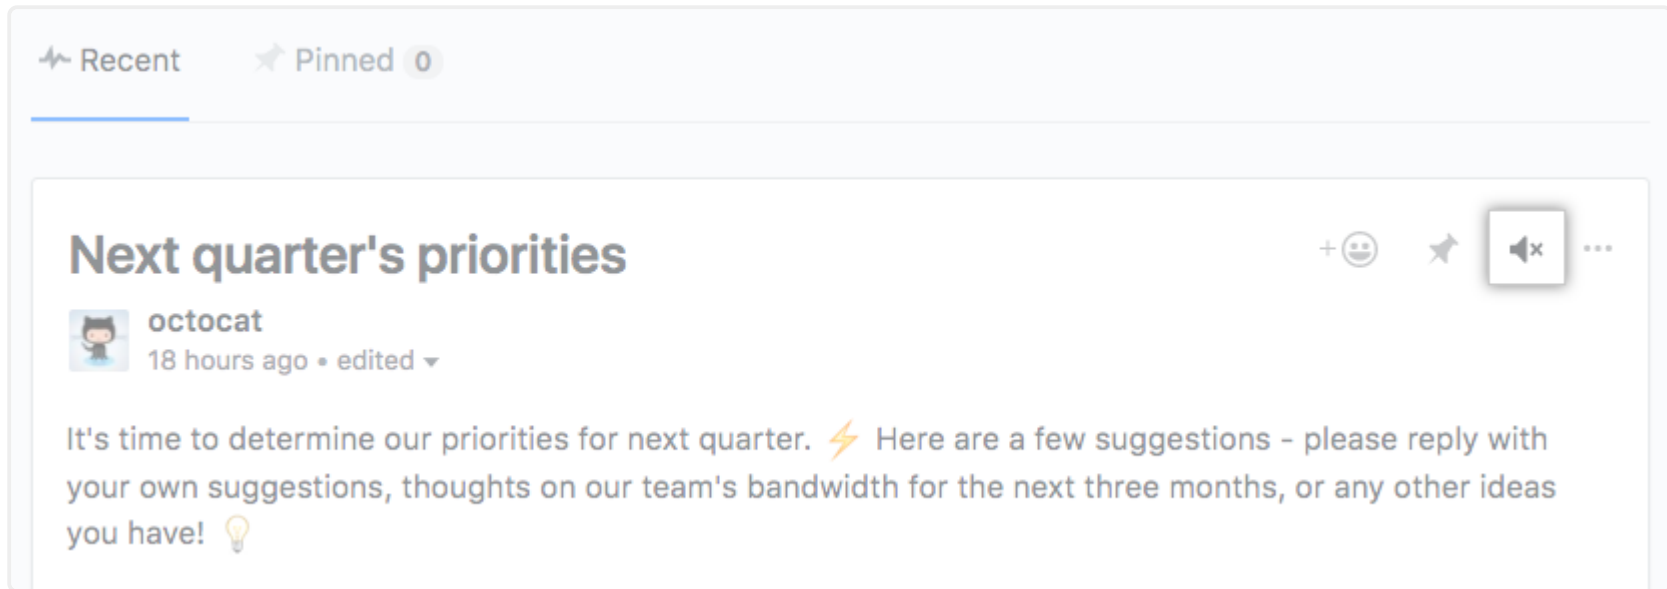 Recent Pinned 0
Next quarter's priorities
octocat
18 hours ago • edited
It's time to determine our priorities for next quarter. ⚡ Here are a few suggestions - please reply with
your own suggestions, thoughts on our team's bandwidth for the next three months, or any other ideas
you have! 💡